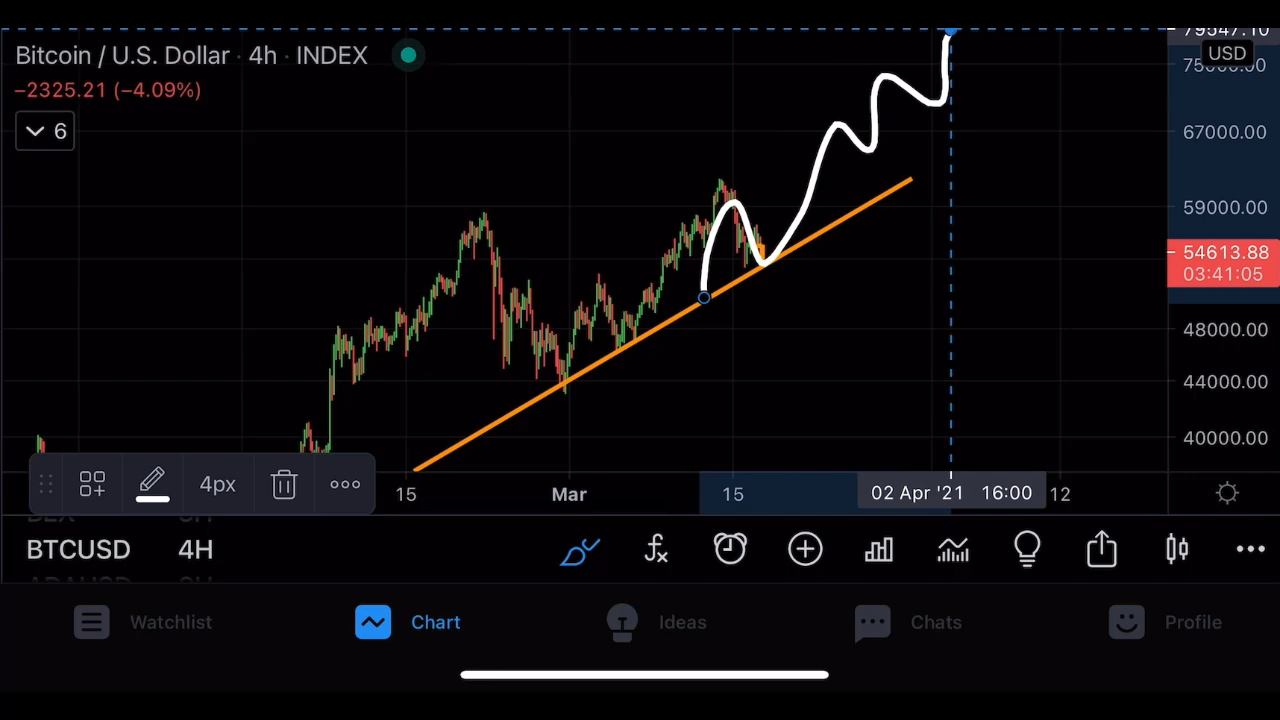 Bitcoin / U.S. Dollar · 4h · INDEX
−2325.21 (−4.09%)
6
79547.10
USD
67000.00
59000.00
54613.88
03:41:05
48000.00
44000.00
40000.00
4px
15
Mar
15
02 Apr '21 16:00
12
BTCUSD 4H
Watchlist
Chart
Ideas
Chats
Profile